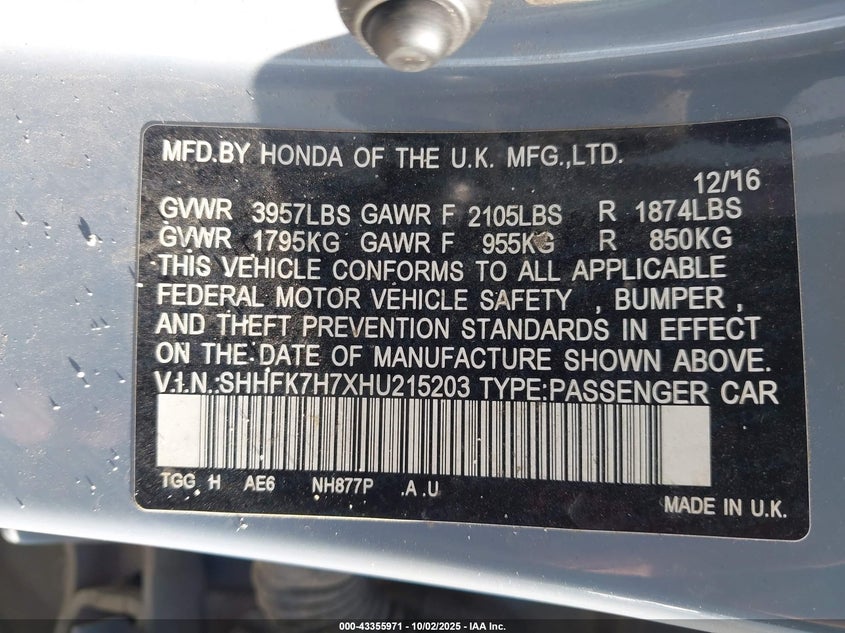 MFD.BY HONDA OF THE U.K. MFG.,LTD.
12/'16
GVWR 3957LBS GAWR F 2105LBS R 1874LBS
GVWR 1795KG GAWR F 955KG R 850KG
THIS VEHICLE CONFORMS TO ALL APPLICABLE
FEDERAL MOTOR VEHICLE SAFETY , BUMPER ,
AND THEFT PREVENTION STANDARDS IN EFFECT
ON THE DATE OF MANUFACTURE SHOWN ABOVE.
V.I.N.:SHHFK7H7XHU215203 TYPE:PASSENGER CAR
TGG H AE6 NH877P .A .U
MADE IN U.K.
000-43355971 - 10/02/2025 - IAA Inc.